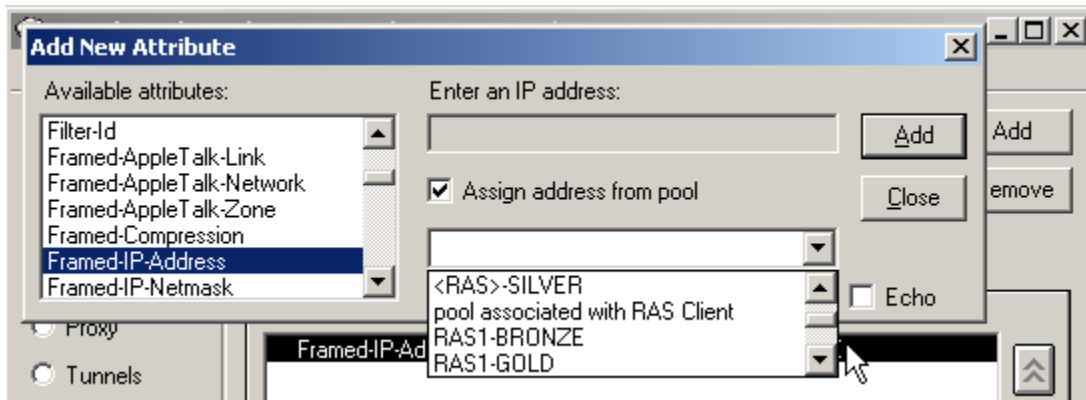 Add New Attribute
Available attributes:
Enter an IP address:
Filter-Id
Framed-AppleTalk-Link
Framed-AppleTalk-Network
Framed-AppleTalk-Zone
Framed-Compression
Framed-IP-Address
Framed-IP-Netmask
Assign address from pool
<RAS>-SILVER
pool associated with RAS Client
RAS1-BRONZE
RAS1-GOLD
Add
Close
Echo
Add
emove
Proxy
Tunnels
Framed-IP-Ad